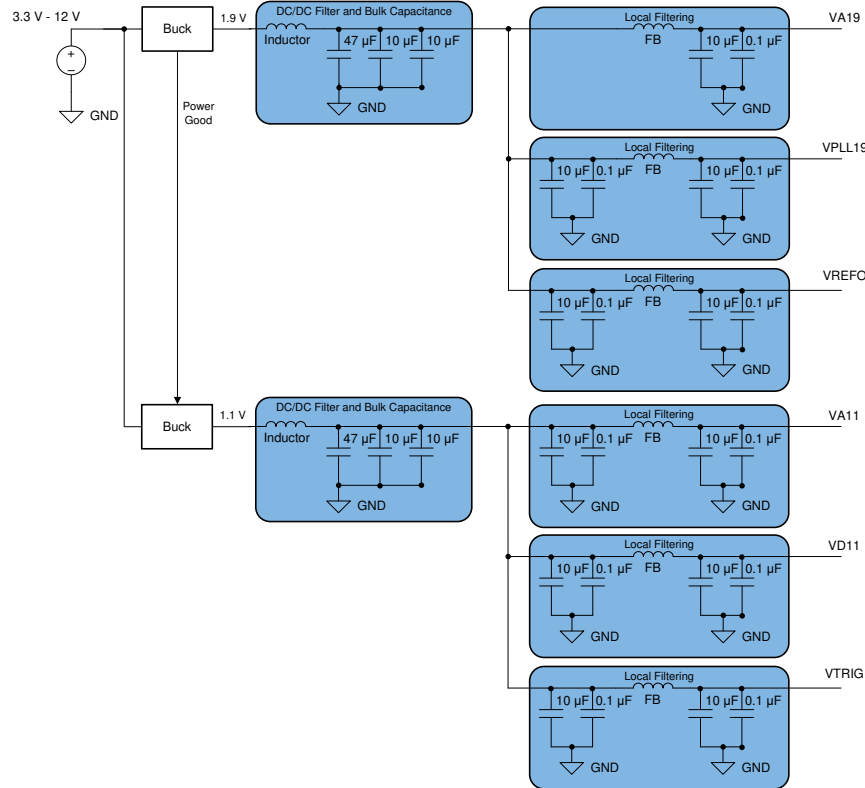 3.3 V - 12 V
Buck
1.9 V
GND
Power
Good
DC/DC Filter and Bulk Capacitance
Inductor
47 µF
10 µF
10 µF
GND
Local Filtering
FB
10 µF
0.1 µF
GND
VA19
Local Filtering
10 µF
0.1 µF
FB
10 µF
0.1 µF
GND
GND
VPLL19
Local Filtering
10 µF
0.1 µF
FB
10 µF
0.1 µF
GND
GND
VREFO
Buck
1.1 V
DC/DC Filter and Bulk Capacitance
Inductor
47 µF
10 µF
10 µF
GND
Local Filtering
10 µF
0.1 µF
FB
10 µF
0.1 µF
GND
GND
VA11
Local Filtering
10 µF
0.1 µF
FB
10 µF
0.1 µF
GND
GND
VD11
Local Filtering
10 µF
0.1 µF
FB
10 µF
0.1 µF
GND
GND
VTRIG